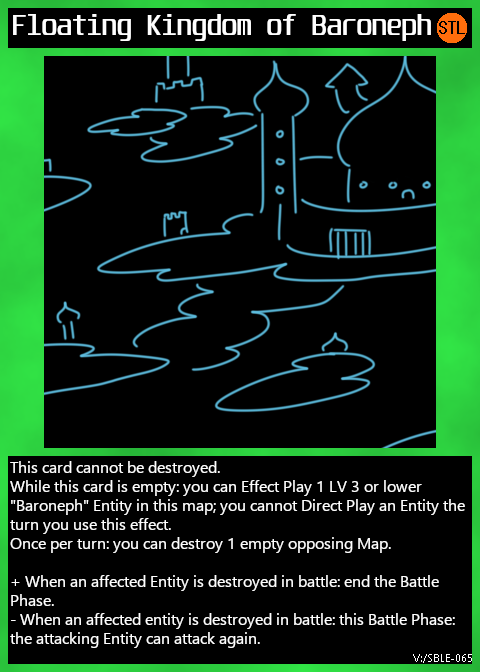 Floating Kingdom of Baroneph STL
This card cannot be destroyed.
While this card is empty: you can Effect Play 1 LV 3 or lower
"Baroneph" Entity in this map; you cannot Direct Play an Entity the
turn you use this effect.
Once per turn: you can destroy 1 empty opposing Map.
+ When an affected Entity is destroyed in battle: end the Battle
Phase.
- When an affected entity is destroyed in battle: this Battle Phase:
the attacking Entity can attack again.
V:/SBLE-065